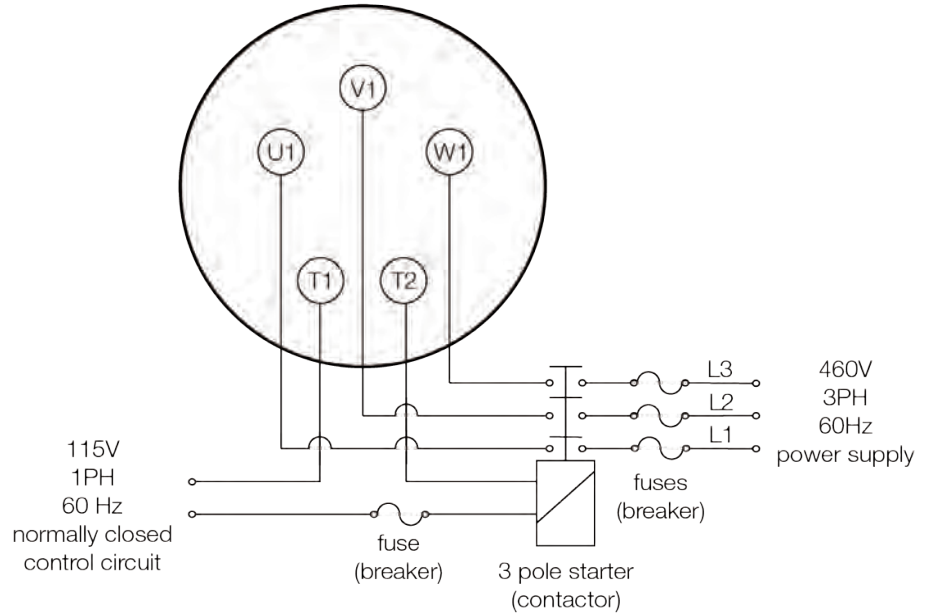 V1
U1
W1
T1
T2
L3
L2
L1
460V
3PH
60Hz
power supply
115V
1PH
60 Hz
normally closed
control circuit
fuses
(breaker)
fuse
(breaker)
3 pole starter
(contactor)